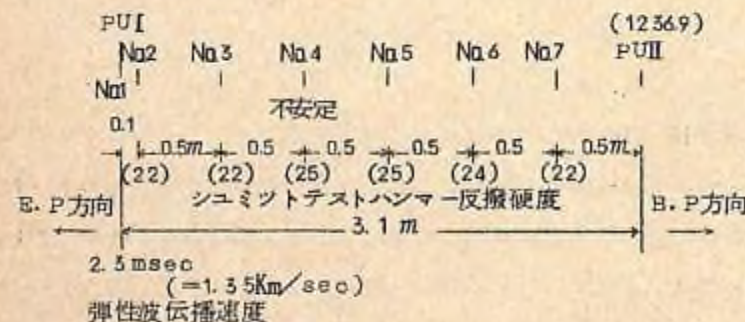 PUI (1236.9)
No.2 No.3 No.4 No.5 No.6 No.7 PUII
No.1 不安定
0.1 0.5m 0.5 0.5 0.5 0.5 0.5m
(22) (22) (25) (25) (24) (22)
E.P方向 シユミットテストハンマー反撥硬度 B.P方向
3.1m
2.3msec
(=1.35Km/sec)
弾性波伝播速度